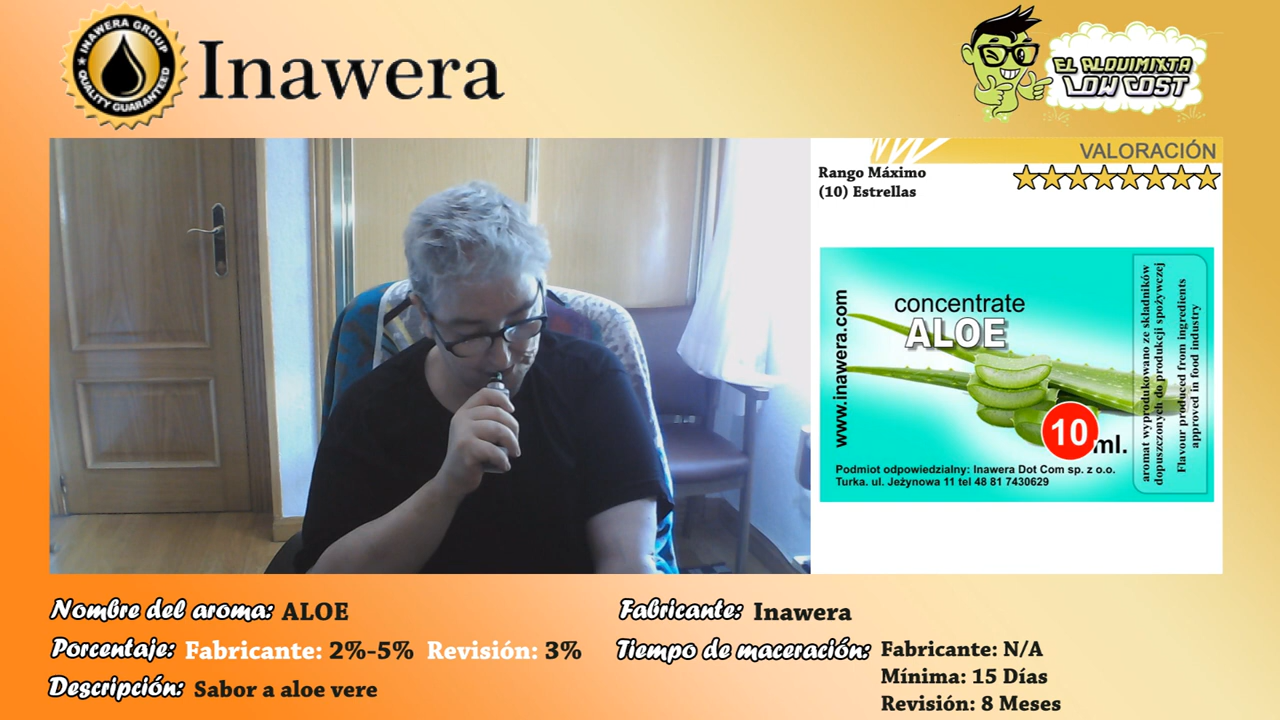 INAWERA GROUP
QUALITY GUARANTEED
Inawera
EL ALQUIMIXTA
LOW COST
VALORACIÓN
Rango Máximo
(10) Estrellas
www.inawera.com
concentrate
ALOE
10 ml.
Podmiot odpowiedzialny: Inawera Dot Com sp. z o.o.
Turka. ul. Jeżynowa 11 tel 48 81 7430629
aromat wyprodukowano ze składników
dopuszczonych do produkcji spożywczej
Flavour produced from ingredients
approved in food industry
Nombre del aroma: ALOE
Porcentaje: Fabricante: 2%-5% Revisión: 3%
Descripción: Sabor a aloe vere
Fabricante: Inawera
Tiempo de maceración: Fabricante: N/A
Mínima: 15 Días
Revisión: 8 Meses